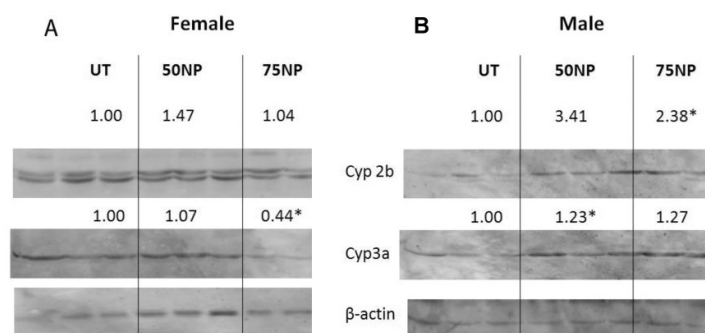 A Female
UT 50NP 75NP
1.00 1.47 1.04
1.00 1.07 0.44*
B Male
UT 50NP 75NP
1.00 3.41 2.38*
Cyp 2b
1.00 1.23* 1.27
Cyp3a
β-actin